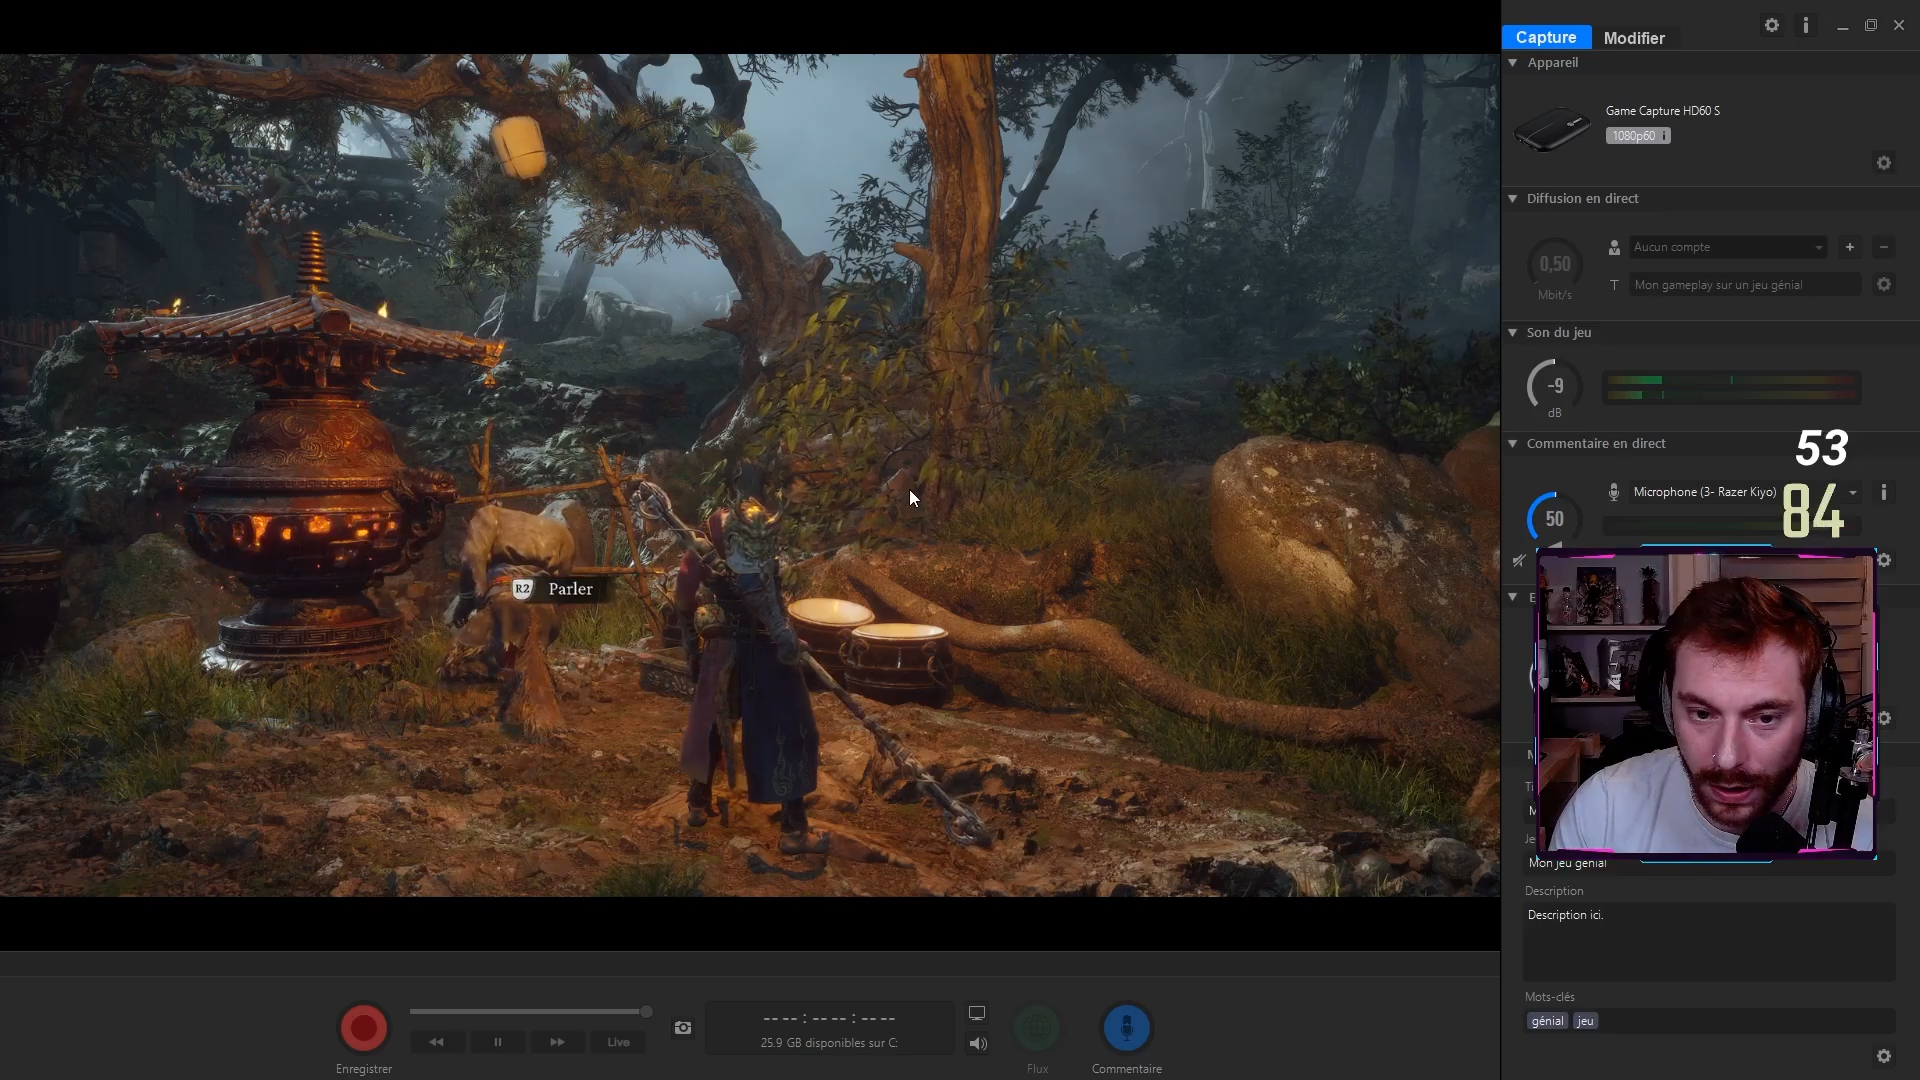 Capture Modifier
Appareil
Game Capture HD60 S
1080p60 i
Diffusion en direct
Aucun compte
0,50
Mbit/s
T Mon gameplay sur un jeu génial
Son du jeu
-9
dB
Commentaire en direct
53
Microphone (3- Razer Kiyo)
84
50
R2 Parler
Mon jeu génial
Description
Description ici.
Mots-clés
génial jeu
-- -- : -- -- : -- --
25.9 GB disponibles sur C:
Live
Enregistrer
Flux
Commentaire